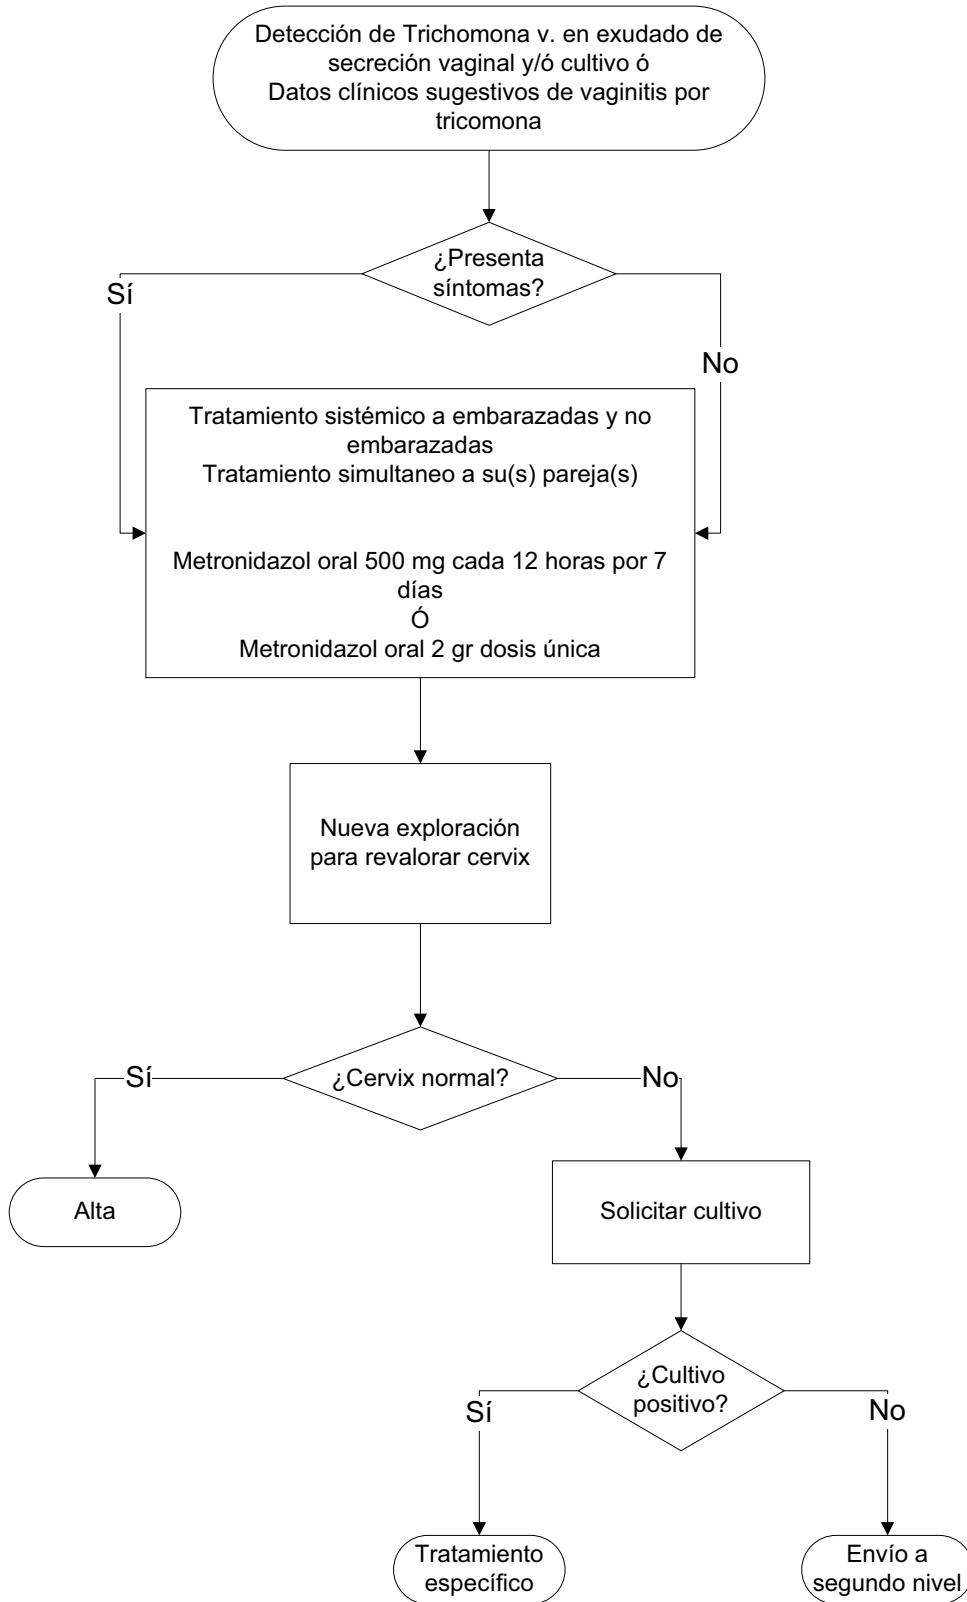 Detección de Trichomona v. en exudado de
secreción vaginal y/ó cultivo ó
Datos clínicos sugestivos de vaginitis por
tricomona
¿Presenta
síntomas?
Sí
No
Tratamiento sistémico a embarazadas y no
embarazadas
Tratamiento simultaneo a su(s) pareja(s)
Metronidazol oral 500 mg cada 12 horas por 7
días
Ó
Metronidazol oral 2 gr dosis única
Nueva exploración
para revalorar cervix
¿Cervix normal?
Sí
No
Alta
Solicitar cultivo
¿Cultivo
positivo?
Sí
No
Tratamiento
específico
Envío a
segundo nivel